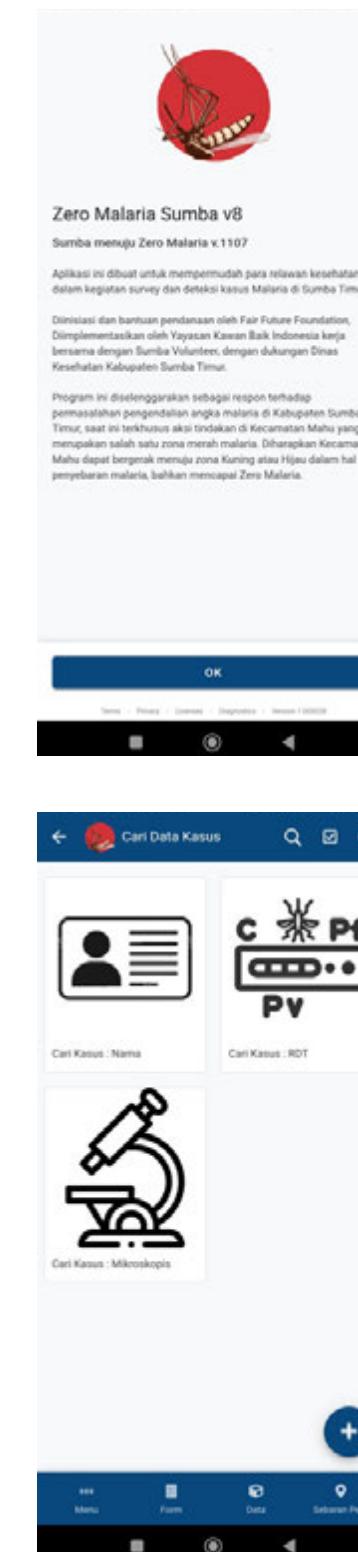 Zero Malaria Sumba v8
Sumba menuju Zero Malaria v.1107
Aplikasi ini dibuat untuk mempermudah para relawan kesehatan
dalam kegiatan survey dan deteksi kasus Malaria di Sumba Tim
Diinisiasi dan bantuan pendanaan oleh Fair Future Foundation,
Diimplementasikan oleh Yayasan Kawan Baik Indonesia kerja
bersama dengan Sumba Volunteer, dengan dukungan Dinas
Kesehatan Kabupaten Sumba Timur.
Program ini diselenggarakan sebagai respon terhadap
permasalahan pengendalian angka malaria di Kabupaten Sumba
Timur, saat ini terkhusus aksi tindakan di Kecamatan Mahu yang
merupakan salah satu zona merah malaria. Diharapkan Kecama
Mahu dapat bergerak menuju zona Kuning atau Hijau dalam hal
penyebaran malaria, bahkan mencapai Zero Malaria.
OK
Terms · Privacy · Licenses · Diagnostics · Version
Cari Data Kasus
C Pf
Pv
Cari Kasus : Nama
Cari Kasus : RDT
Cari Kasus : Mikroskopis
Menu
Form
Data
Sebaran Pe